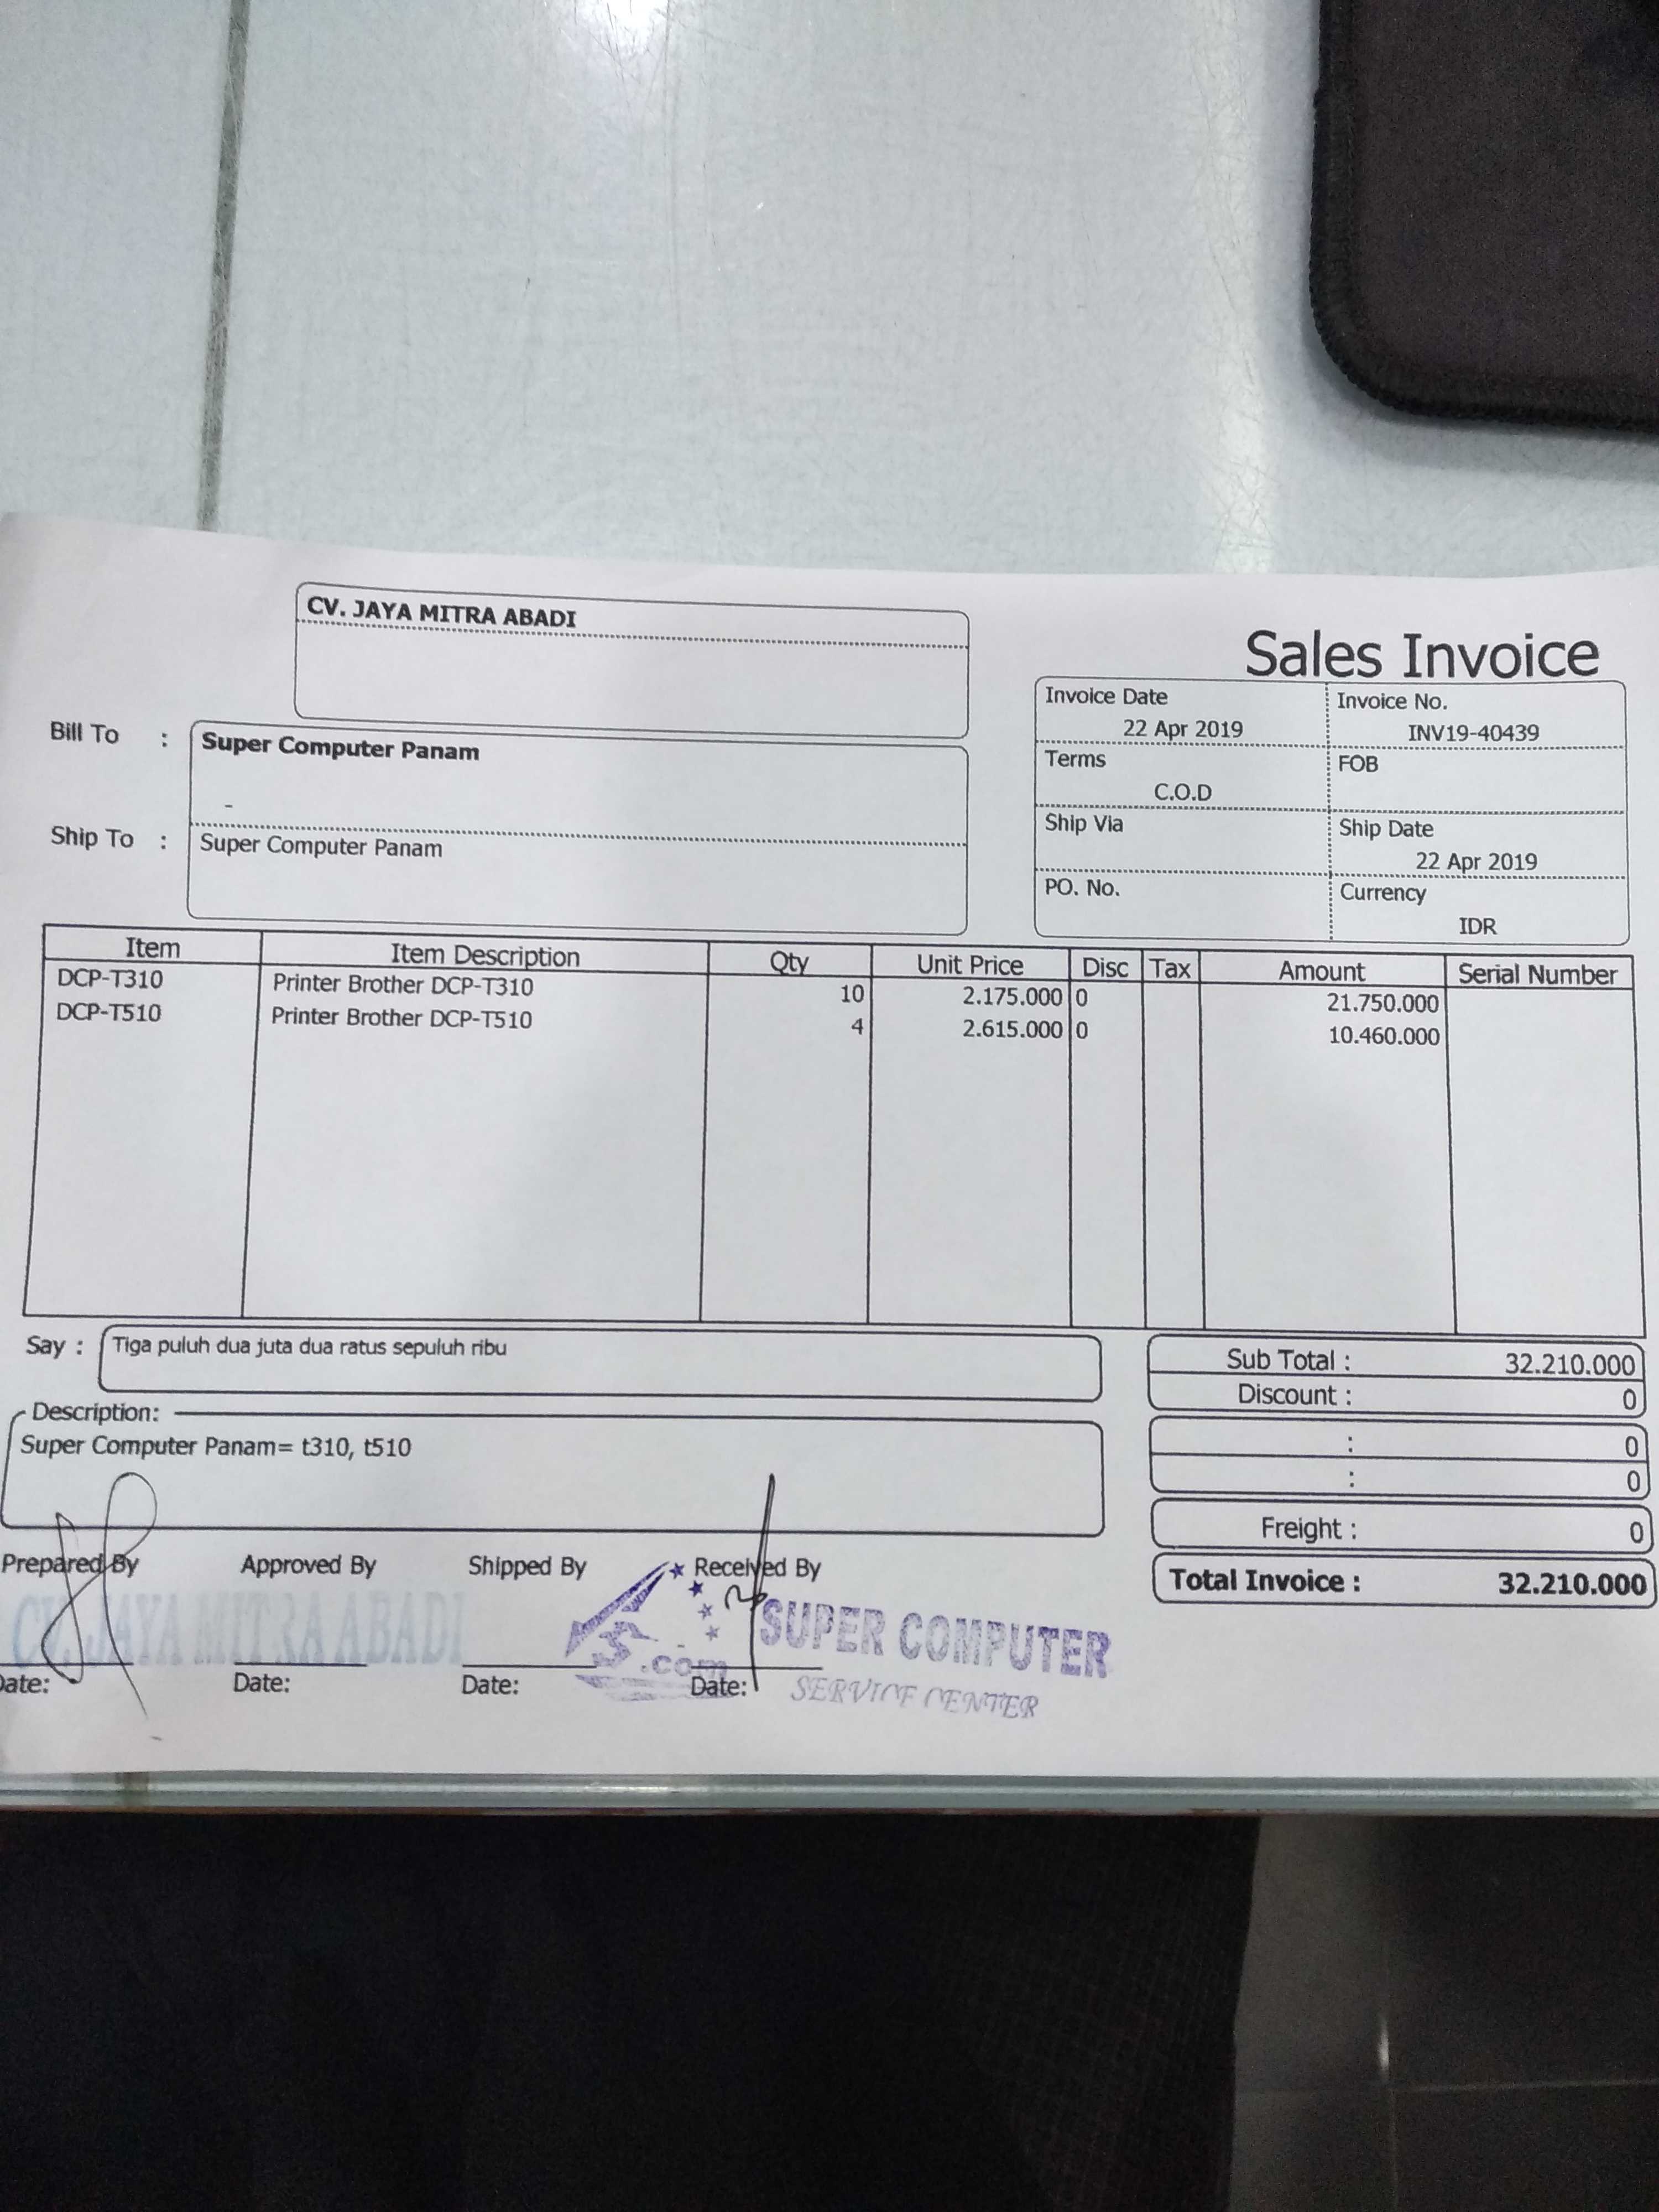 CV. JAYA MITRA ABADI
Sales Invoice
Bill To : Super Computer Panam
-
Ship To : Super Computer Panam
Invoice Date Invoice No.
22 Apr 2019 INV19-40439
Terms FOB
C.O.D
Ship Via Ship Date
22 Apr 2019
PO. No. Currency
IDR
Item Item Description Qty Unit Price Disc Tax Amount Serial Number
DCP-T310 Printer Brother DCP-T310 10 2.175.000 0 21.750.000
DCP-T510 Printer Brother DCP-T510 4 2.615.000 0 10.460.000
Say : Tiga puluh dua juta dua ratus sepuluh ribu
Sub Total : 32.210.000
Discount : 0
: 0
: 0
Freight : 0
Total Invoice : 32.210.000
Description:
Super Computer Panam= t310, t510
Prepared By Approved By Shipped By Received By
CV. JAYA MITRA ABADI
SUPER COMPUTER
.com
SERVICE CENTER
Date: Date: Date: Date: